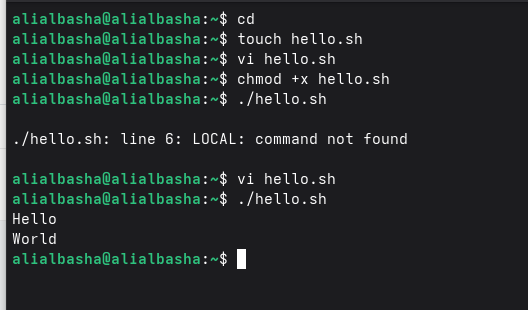 alialbasha@alialbasha:~$ cd
alialbasha@alialbasha:~$ touch hello.sh
alialbasha@alialbasha:~$ vi hello.sh
alialbasha@alialbasha:~$ chmod +x hello.sh
alialbasha@alialbasha:~$ ./hello.sh
./hello.sh: line 6: LOCAL: command not found
alialbasha@alialbasha:~$ vi hello.sh
alialbasha@alialbasha:~$ ./hello.sh
Hello
World
alialbasha@alialbasha:~$